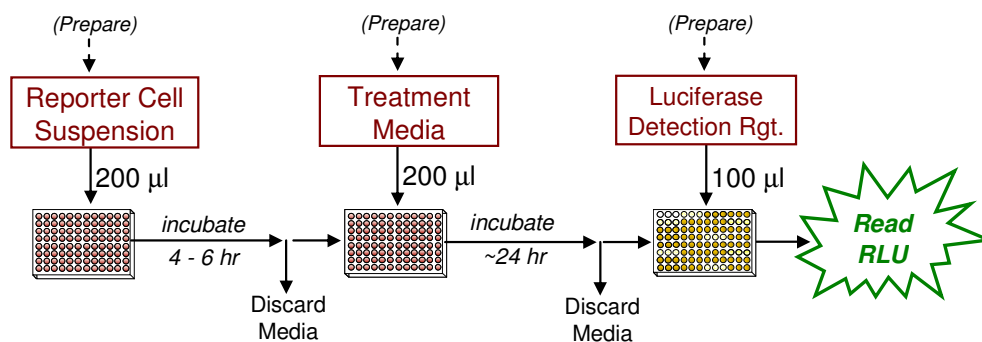 (Prepare)
(Prepare)
(Prepare)
Reporter Cell
Suspension
Treatment
Media
Luciferase
Detection Rgt.
200 µl
200 µl
100 µl
incubate
4 - 6 hr
incubate
~24 hr
Read
RLU
Discard
Media
Discard
Media